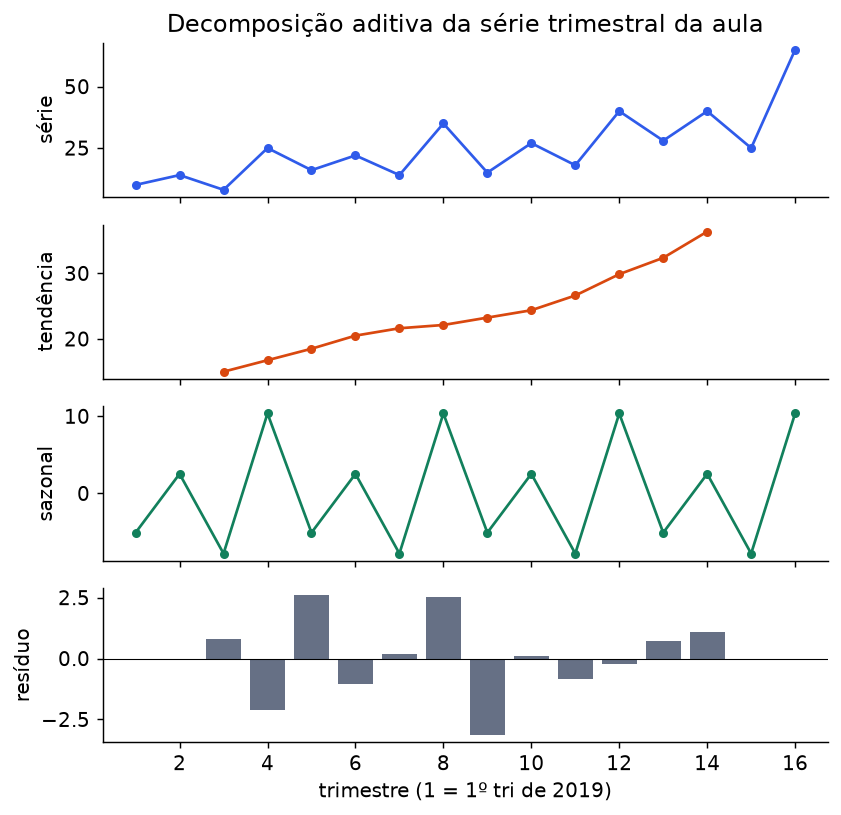 Decomposição aditiva da série trimestral da aula
série
50
25
tendência
30
20
sazonal
10
0
resíduo
2.5
0.0
−2.5
2 4 6 8 10 12 14 16
trimestre (1 = 1º tri de 2019)